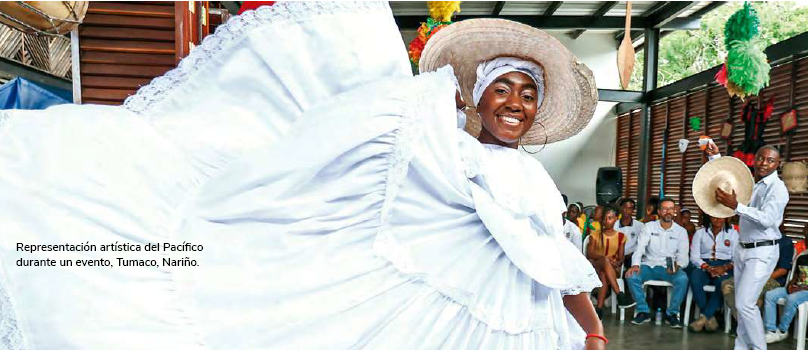 Representación artística del Pacífico
durante un evento, Tumaco, Nariño.